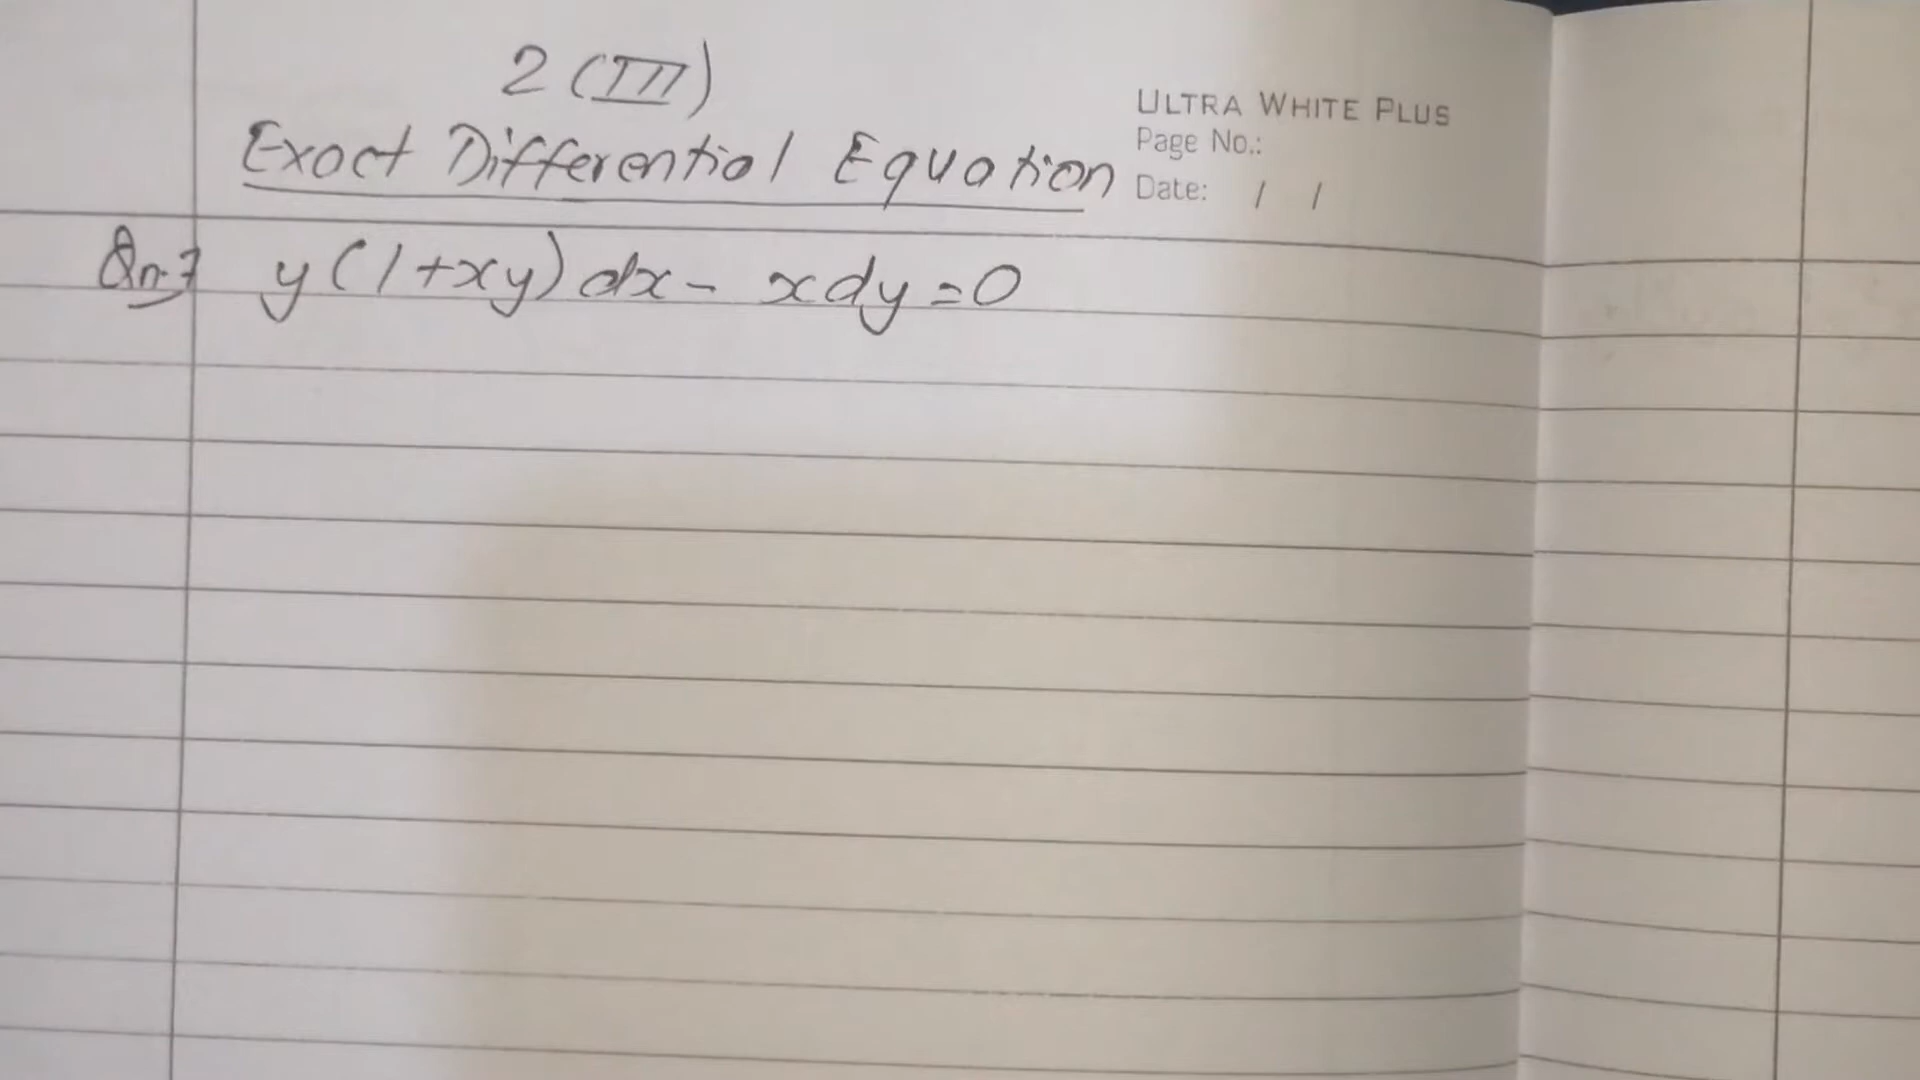 2 (III)
Exact Differential Equation
ULTRA WHITE PLUS
Page No.:
Date: / /
Qn.7 y(1+xy)dx - xdy=0